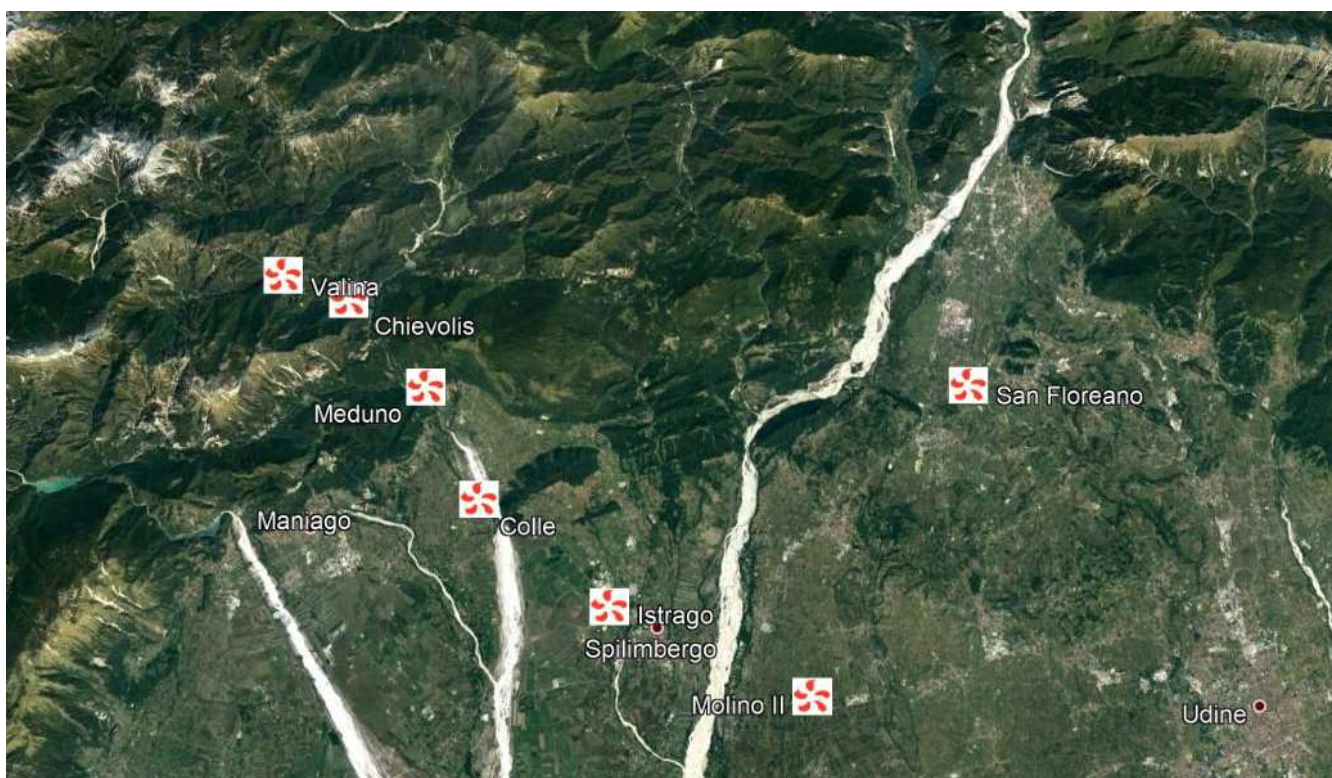 Valina
Chievolis
Meduno
San Floreano
Maniago
Colle
Istrago
Spilimbergo
Molino II
Udine